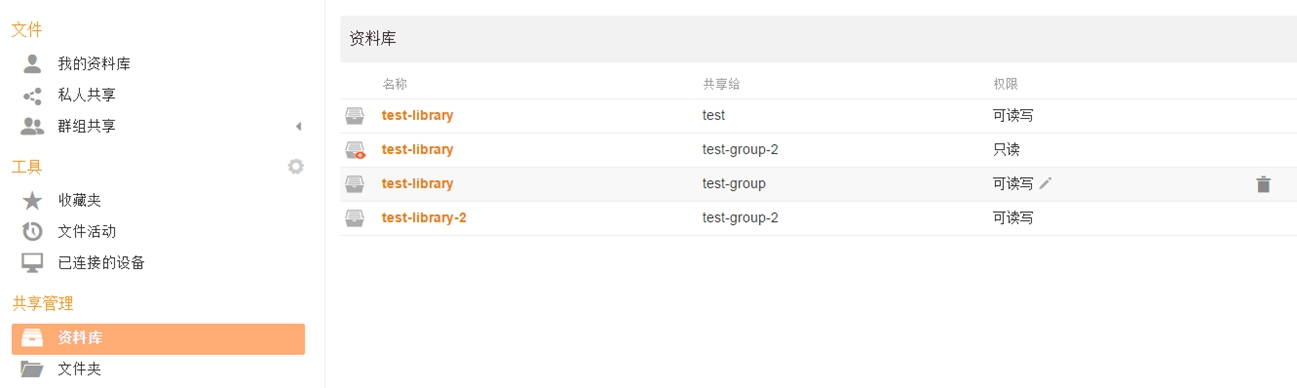 文件
我的资料库
私人共享
群组共享
工具
收藏夹
文件活动
已连接的设备
共享管理
资料库
文件夹
资料库
名称 共享给 权限
test-library test 可读写
test-library test-group-2 只读
test-library test-group 可读写
test-library-2 test-group-2 可读写